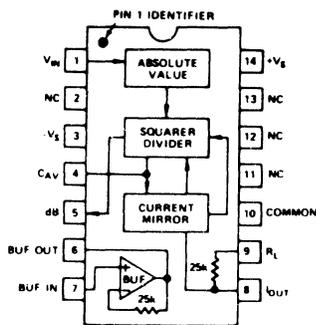 PIN 1 IDENTIFIER
VIN 1
ABSOLUTE VALUE
14 +VS
NC 2
13 NC
-VS 3
SQUARER DIVIDER
12 NC
CAV 4
11 NC
dB 5
CURRENT MIRROR
10 COMMON
BUF OUT 6
9 RL
25k
BUF IN 7
BUF
25k
8 IOUT